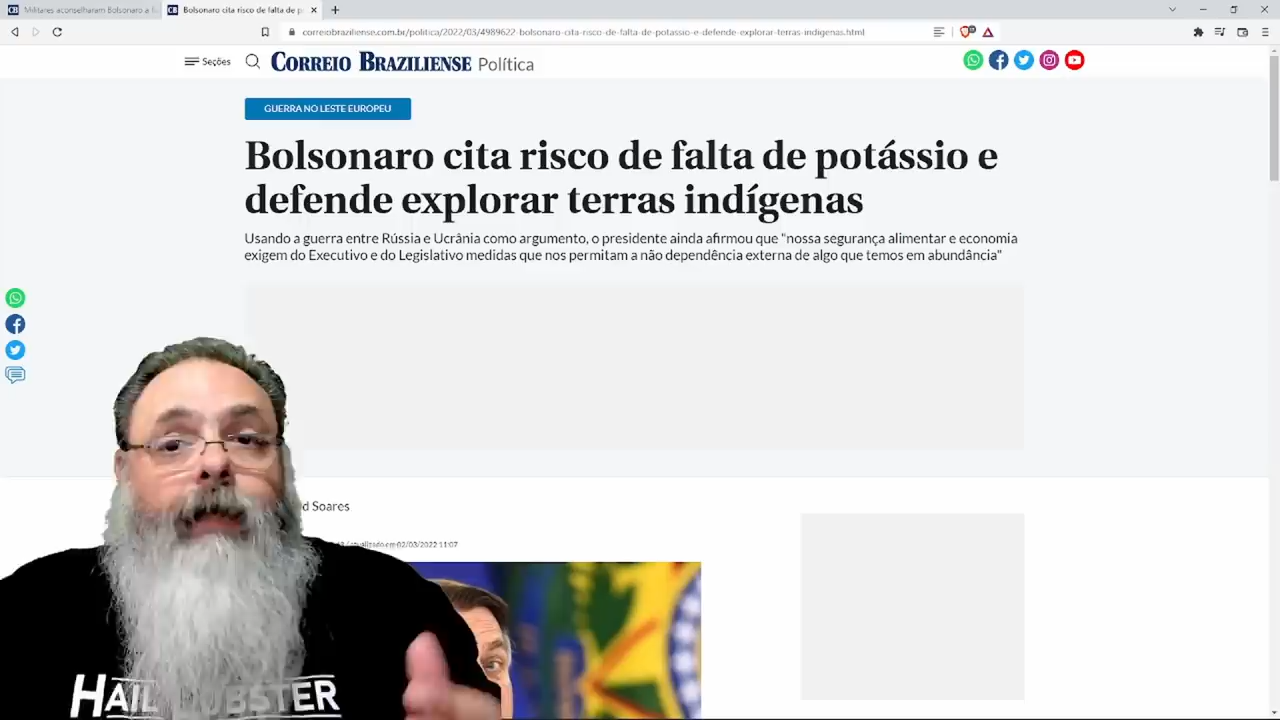 Militares aconselharam Bolsonaro a
Bolsonaro cita risco de falta de p
correiobraziliense.com.br/politica/2022/03/4989622-bolsonaro-cita-risco-de-falta-de-potassio-e-defende-explorar-terras-indigenas.html
Seções
CORREIO BRAZILIENSE Política
GUERRA NO LESTE EUROPEU
Bolsonaro cita risco de falta de potássio e
defende explorar terras indígenas
Usando a guerra entre Rússia e Ucrânia como argumento, o presidente ainda afirmou que "nossa segurança alimentar e economia
exigem do Executivo e do Legislativo medidas que nos permitam a não dependência externa de algo que temos em abundância"
d Soares
atualizado em 02/03/2022 11:07
HAIL LOBSTER